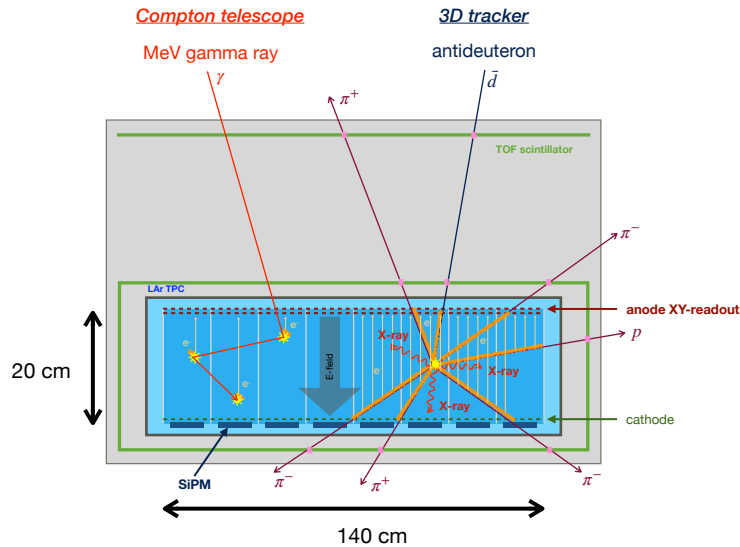 Compton telescope
3D tracker
MeV gamma ray
antideuteron
γ
d̄
π⁺
TOF scintillator
π⁻
LAr TPC
anode XY-readout
e⁻
e⁻
e⁻
X-ray
p
20 cm
e⁻
E-field
e⁻
X-ray
e⁻
e⁻
X-ray
cathode
SiPM
π⁻
π⁺
π⁻
140 cm